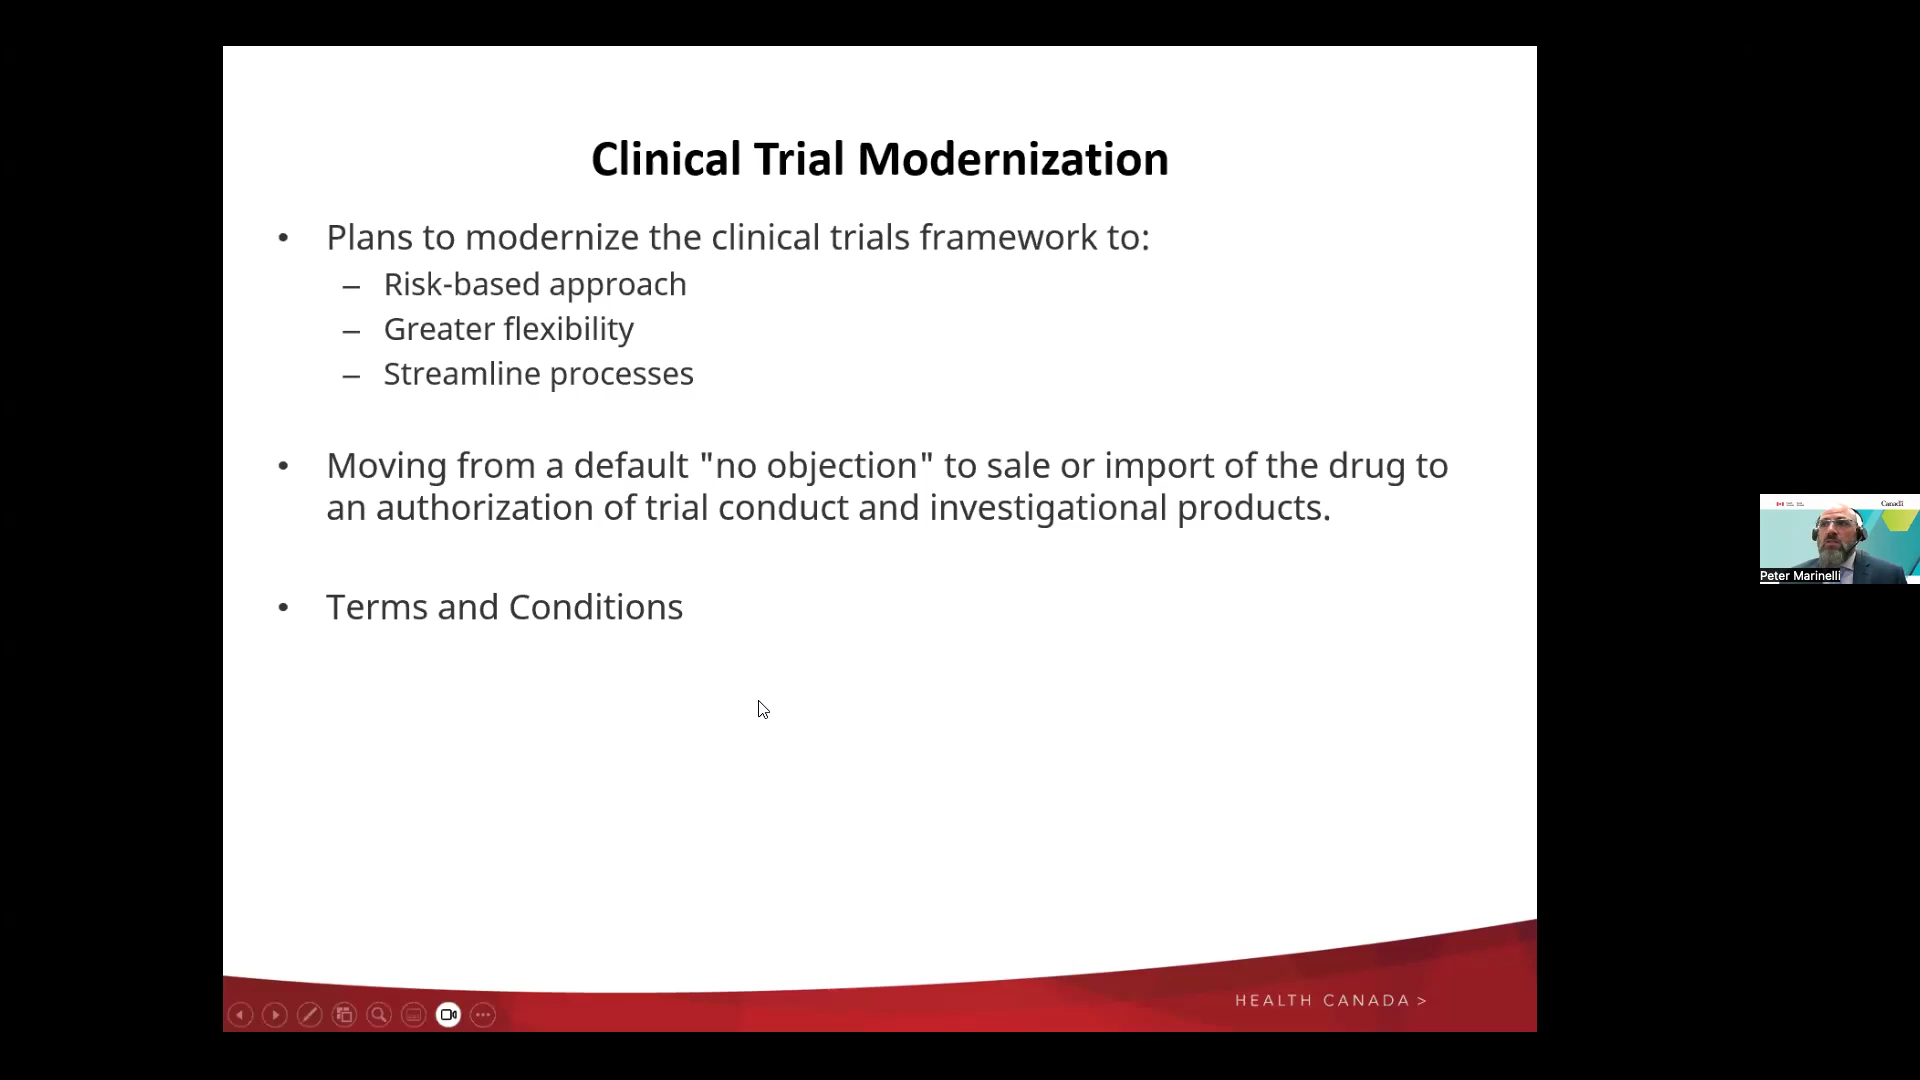 Clinical Trial Modernization
• Plans to modernize the clinical trials framework to:
– Risk-based approach
– Greater flexibility
– Streamline processes
• Moving from a default "no objection" to sale or import of the drug to
an authorization of trial conduct and investigational products.
• Terms and Conditions
HEALTH CANADA >
Canada
Peter Marinelli